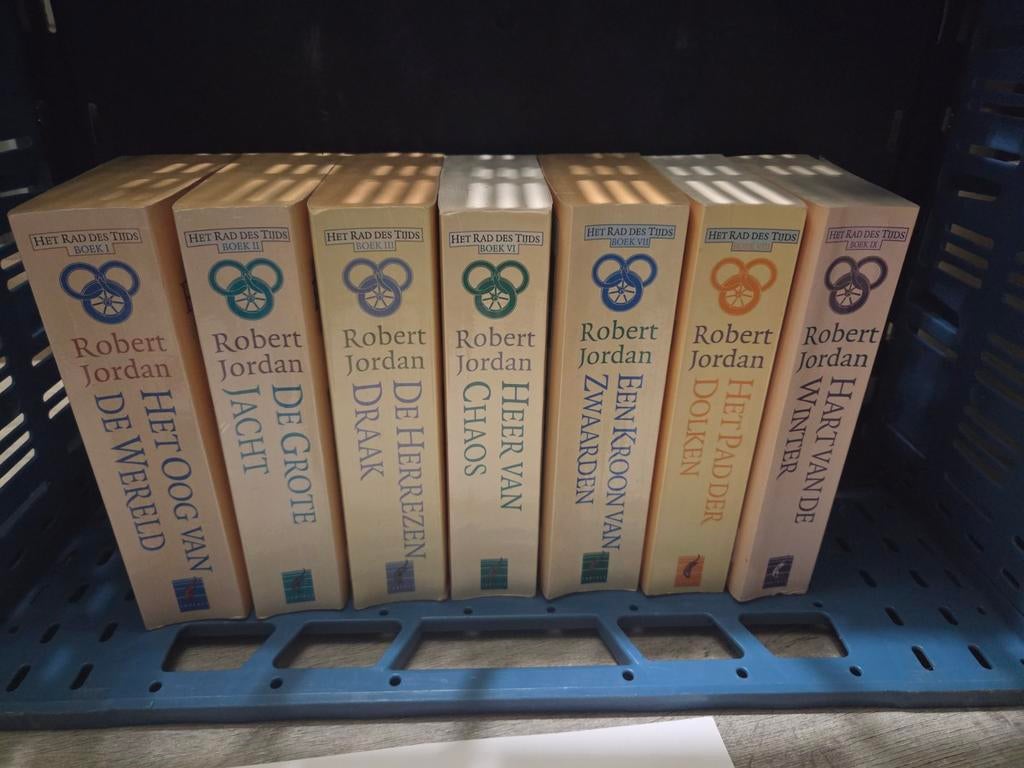 HET RAD DES TIJDS
BOEK I
Robert
Jordan
HET OOG VAN
DE WERELD
HET RAD DES TIJDS
BOEK II
Robert
Jordan
DE GROTE
JACHT
HET RAD DES TIJDS
BOEK III
Robert
Jordan
DE HERREZEN
DRAAK
HET RAD DES TIJDS
BOEK VI
Robert
Jordan
HEER VAN
CHAOS
HET RAD DES TIJDS
BOEK VII
Robert
Jordan
EEN KROON VAN
ZWAARDEN
HET RAD DES TIJDS
BOEK VIII
Robert
Jordan
HET PAD DER
DOLKEN
HET RAD DES TIJDS
BOEK IX
Robert
Jordan
HART VAN DE
WINTER